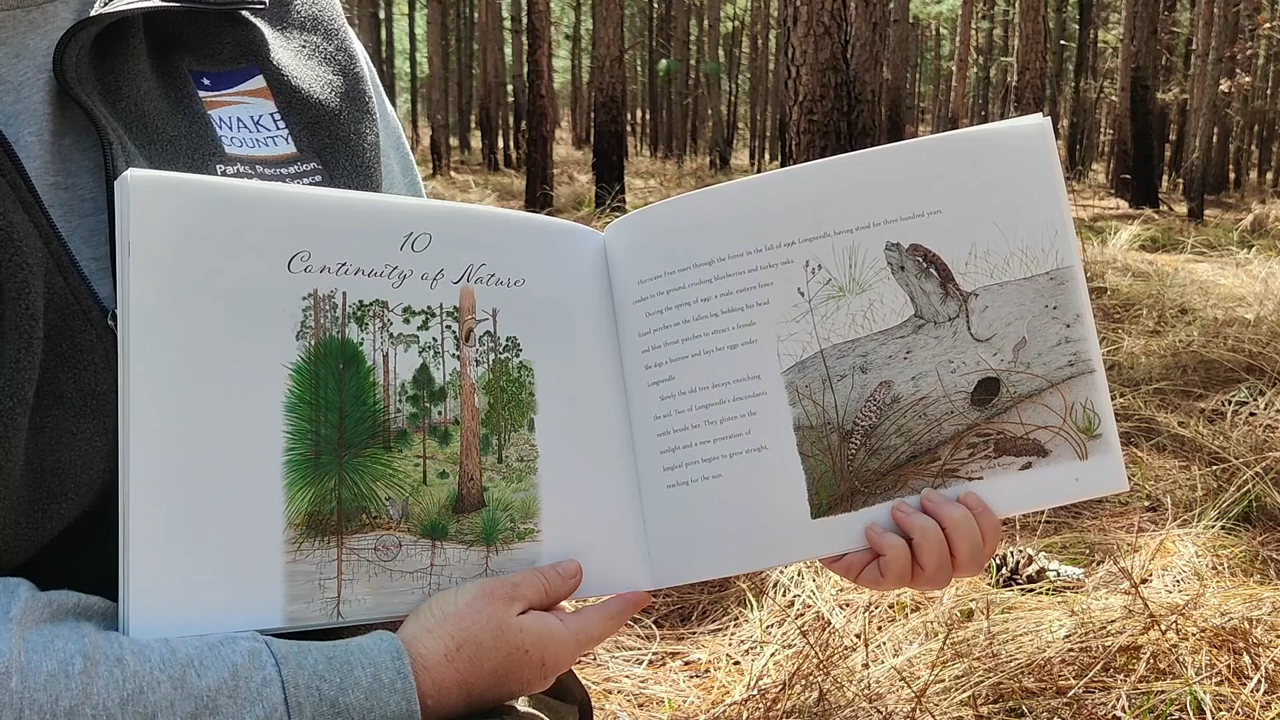 WAKE
COUNTY
Parks, Recreation,
Space
10
Continuity of Nature
Hurricane Fran roars through the forest in the fall of 1996. Longneedle, having stood for three-hundred years,
crashes to the ground, crushing blueberries and turkey oaks.
During the spring of 1997, a male, eastern fence
lizard perches on the fallen log, bobbing his head
and blue throat patches to attract a female.
She digs a burrow and lays her eggs under
Longneedle.
Slowly the old tree decays, enriching
the soil. Two of Longneedle's descendants
nestle beside her. They glisten in the
sunlight and a new generation of
longleaf pines begins to grow straight,
reaching for the sun.